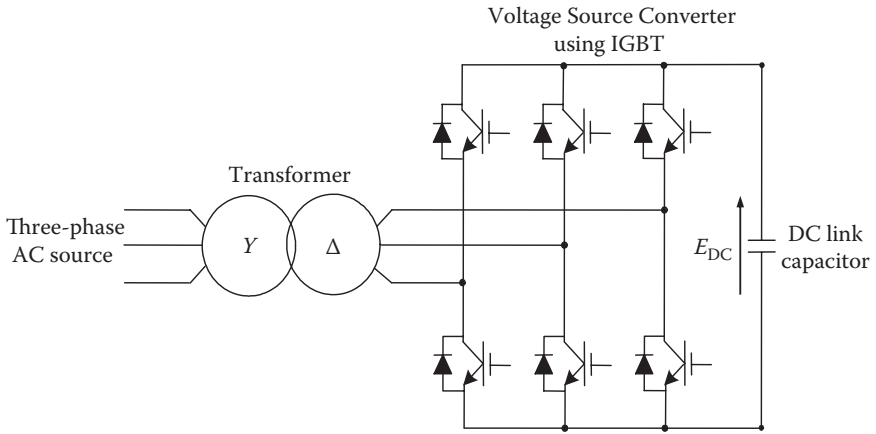 Voltage Source Converter
using IGBT
Transformer
Three-phase
AC source
Y
Δ
E_DC
DC link
capacitor